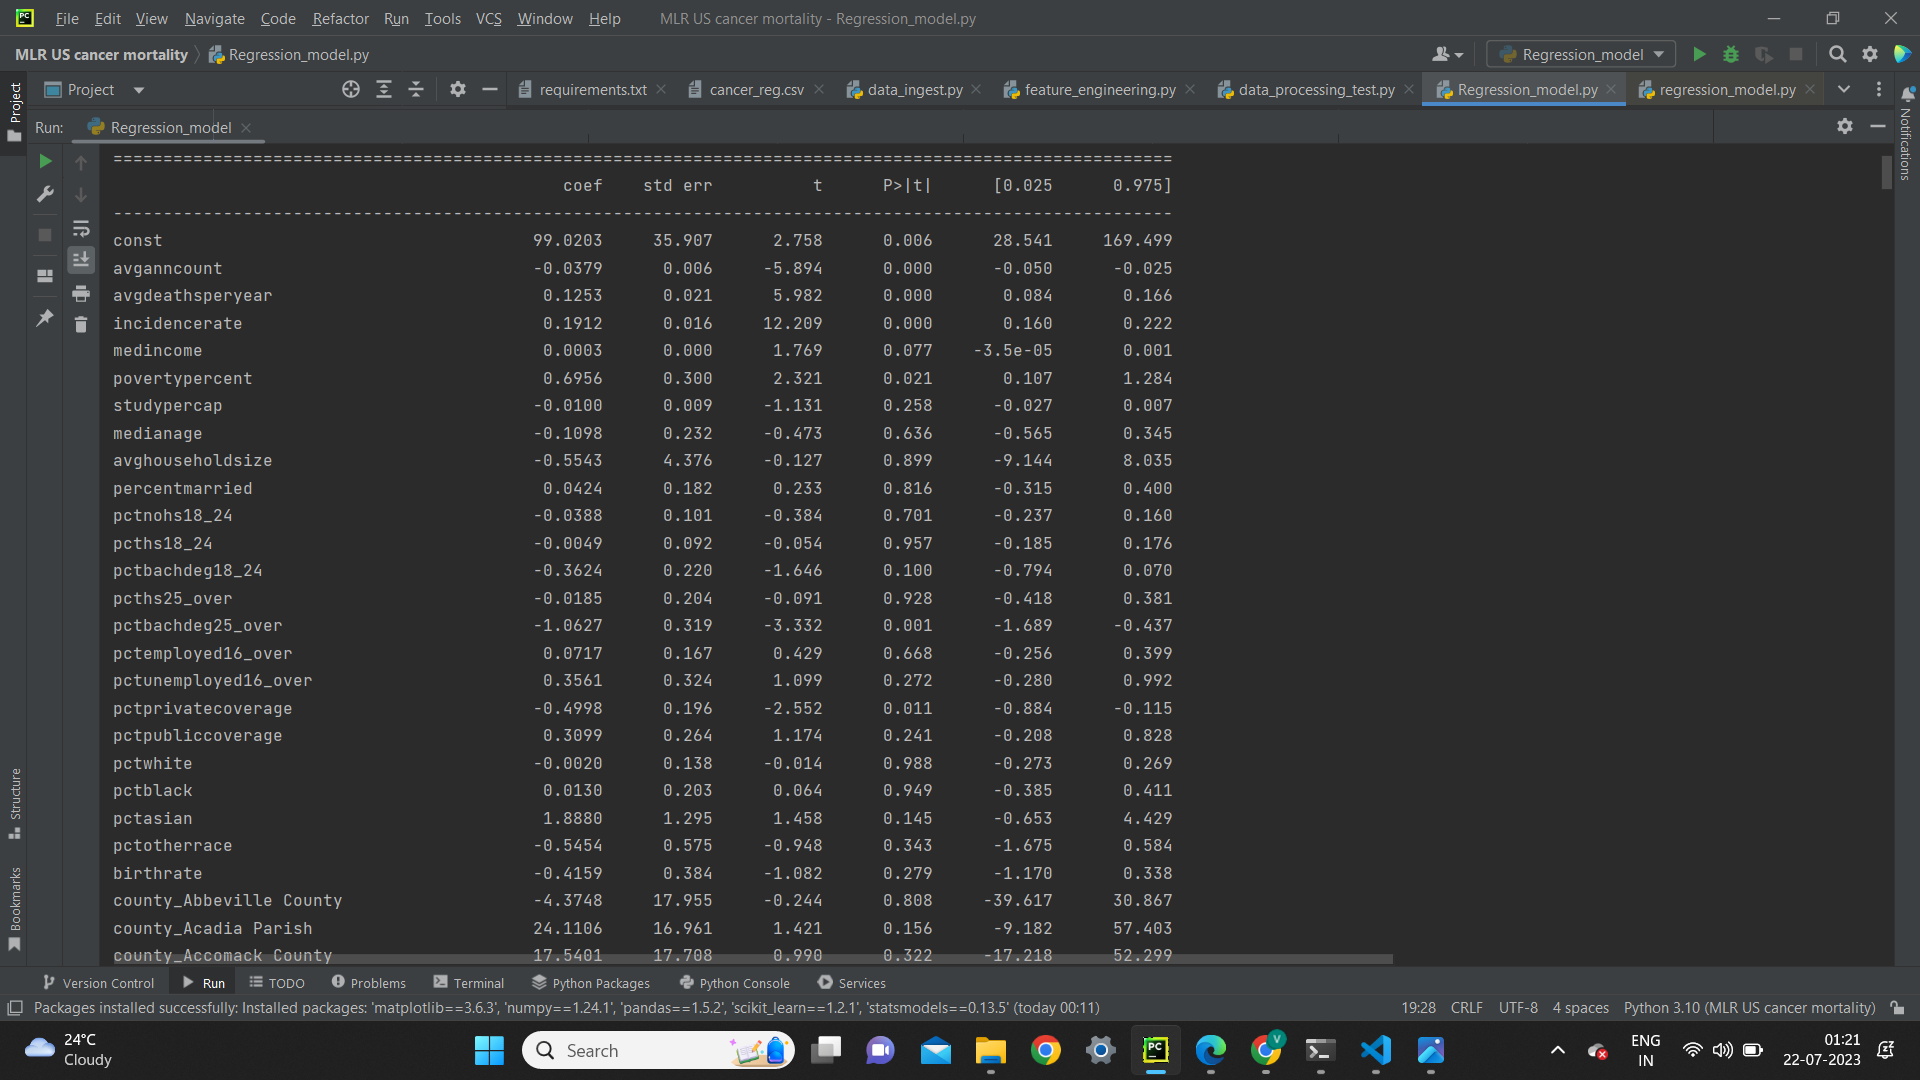 File Edit View Navigate Code Refactor Run Tools VCS Window Help MLR US cancer mortality - Regression_model.py
MLR US cancer mortality Regression_model.py Regression_model
Project requirements.txt cancer_reg.csv data_ingest.py feature_engineering.py data_processing_test.py Regression_model.py regression_model.py
Project
Notifications
Run: Regression_model
==========================================================================================================
coef std err t P>|t| [0.025 0.975]
----------------------------------------------------------------------------------------------------------
const 99.0203 35.907 2.758 0.006 28.541 169.499
avganncount -0.0379 0.006 -5.894 0.000 -0.050 -0.025
avgdeathsperyear 0.1253 0.021 5.982 0.000 0.084 0.166
incidencerate 0.1912 0.016 12.209 0.000 0.160 0.222
medincome 0.0003 0.000 1.769 0.077 -3.5e-05 0.001
povertypercent 0.6956 0.300 2.321 0.021 0.107 1.284
studypercap -0.0100 0.009 -1.131 0.258 -0.027 0.007
medianage -0.1098 0.232 -0.473 0.636 -0.565 0.345
avghouseholdsize -0.5543 4.376 -0.127 0.899 -9.144 8.035
percentmarried 0.0424 0.182 0.233 0.816 -0.315 0.400
pctnohs18_24 -0.0388 0.101 -0.384 0.701 -0.237 0.160
pcths18_24 -0.0049 0.092 -0.054 0.957 -0.185 0.176
pctbachdeg18_24 -0.3624 0.220 -1.646 0.100 -0.794 0.070
pcths25_over -0.0185 0.204 -0.091 0.928 -0.418 0.381
pctbachdeg25_over -1.0627 0.319 -3.332 0.001 -1.689 -0.437
pctemployed16_over 0.0717 0.167 0.429 0.668 -0.256 0.399
pctunemployed16_over 0.3561 0.324 1.099 0.272 -0.280 0.992
pctprivatecoverage -0.4998 0.196 -2.552 0.011 -0.884 -0.115
pctpubliccoverage 0.3099 0.264 1.174 0.241 -0.208 0.828
pctwhite -0.0020 0.138 -0.014 0.988 -0.273 0.269
pctblack 0.0130 0.203 0.064 0.949 -0.385 0.411
pctasian 1.8880 1.295 1.458 0.145 -0.653 4.429
pctotherrace -0.5454 0.575 -0.948 0.343 -1.675 0.584
birthrate -0.4159 0.384 -1.082 0.279 -1.170 0.338
county_Abbeville County -4.3748 17.955 -0.244 0.808 -39.617 30.867
county_Acadia Parish 24.1106 16.961 1.421 0.156 -9.182 57.403
county_Accomack County 17.5401 17.708 0.990 0.322 -17.218 52.299
Structure
Bookmarks
Version Control Run TODO Problems Terminal Python Packages Python Console Services
Packages installed successfully: Installed packages: 'matplotlib==3.6.3', 'numpy==1.24.1', 'pandas==1.5.2', 'scikit_learn==1.2.1', 'statsmodels==0.13.5' (today 00:11) 19:28 CRLF UTF-8 4 spaces Python 3.10 (MLR US cancer mortality)
24°C
Cloudy
Search
PC
V
ENG
IN
01:21
22-07-2023